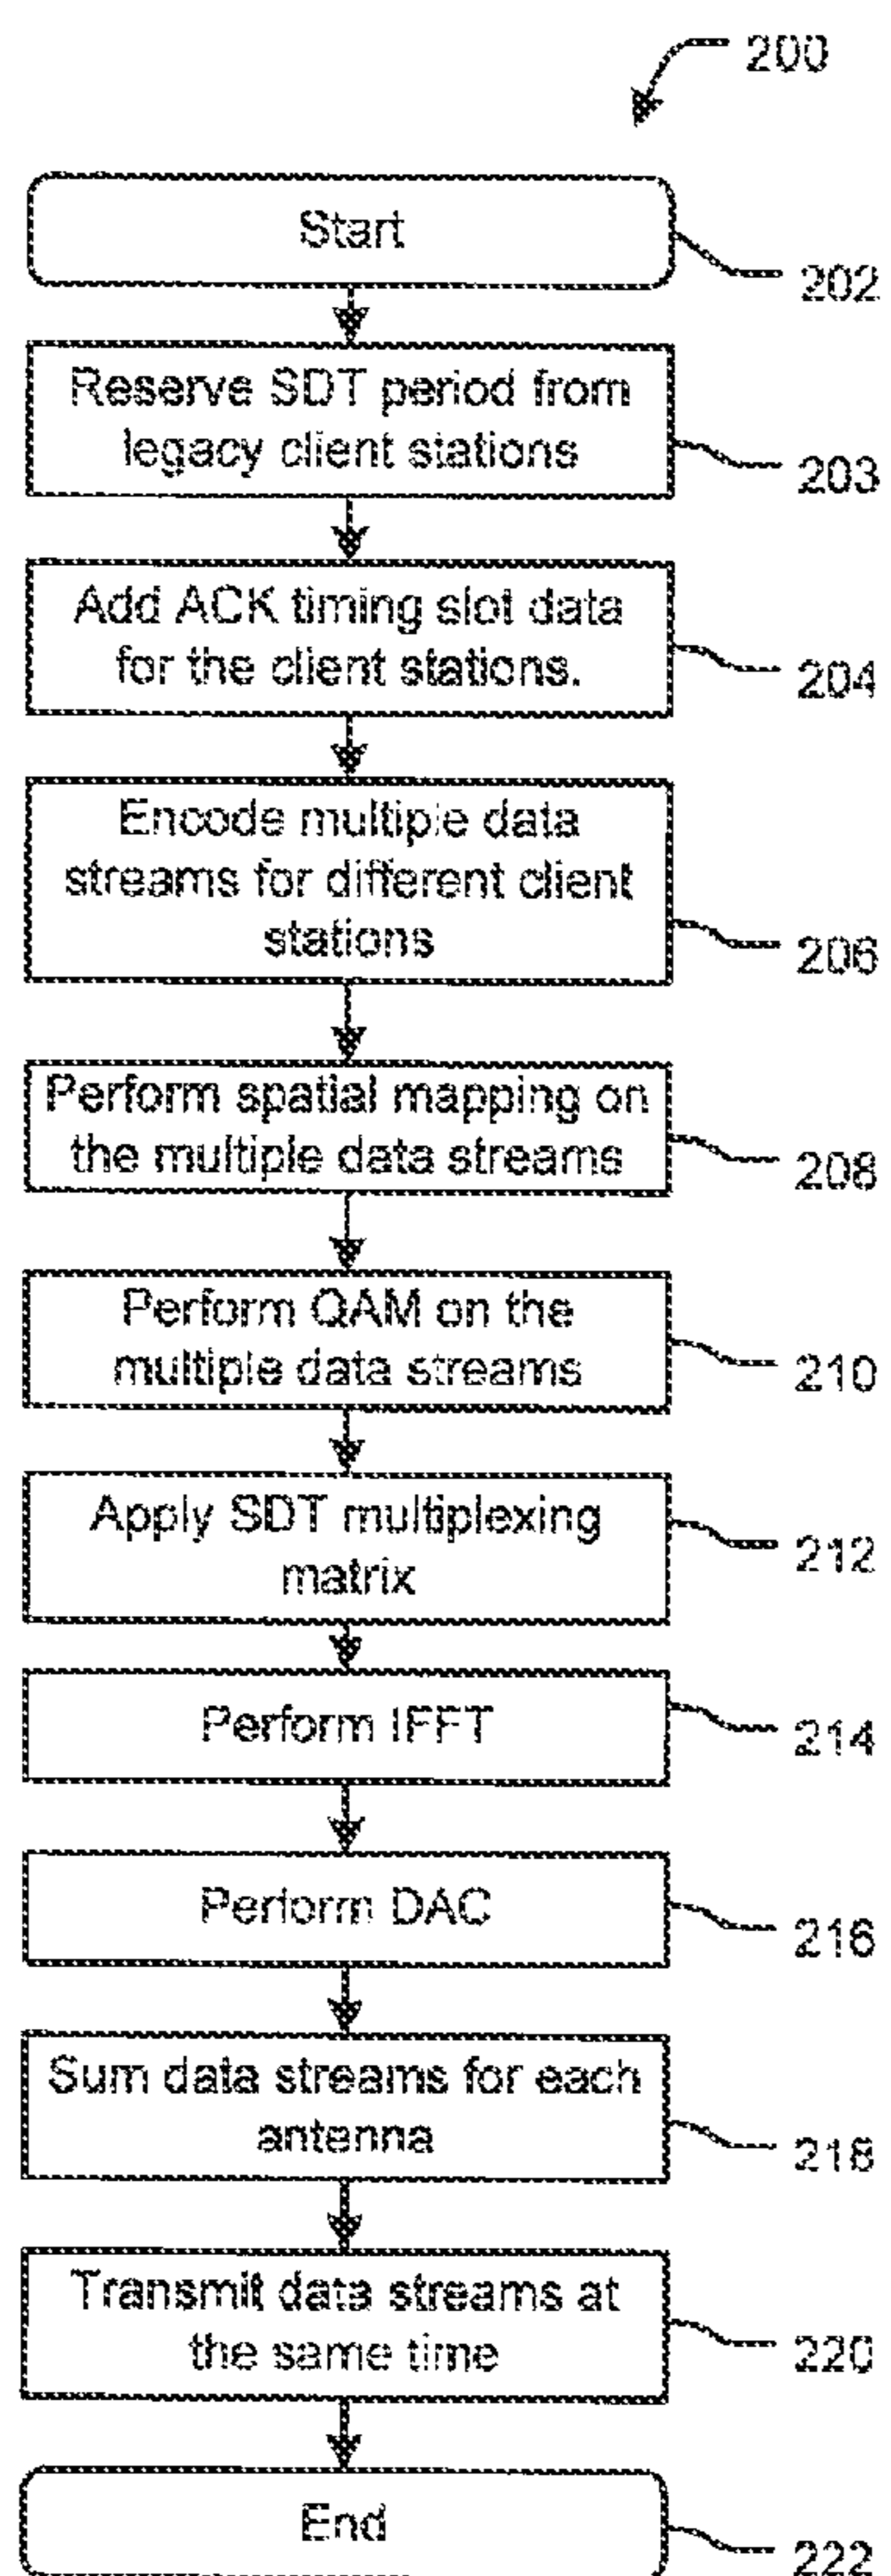 200
Start
202
Reserve SDT period from
legacy client stations
203
Add ACK timing slot data
for the client stations.
204
Encode multiple data
streams for different client
stations
206
Perform spatial mapping on
the multiple data streams
208
Perform QAM on the
multiple data streams
210
Apply SDT multiplexing
matrix
212
Perform IFFT
214
Perform DAC
216
Sum data streams for each
antenna
218
Transmit data streams at
the same time
220
End
222